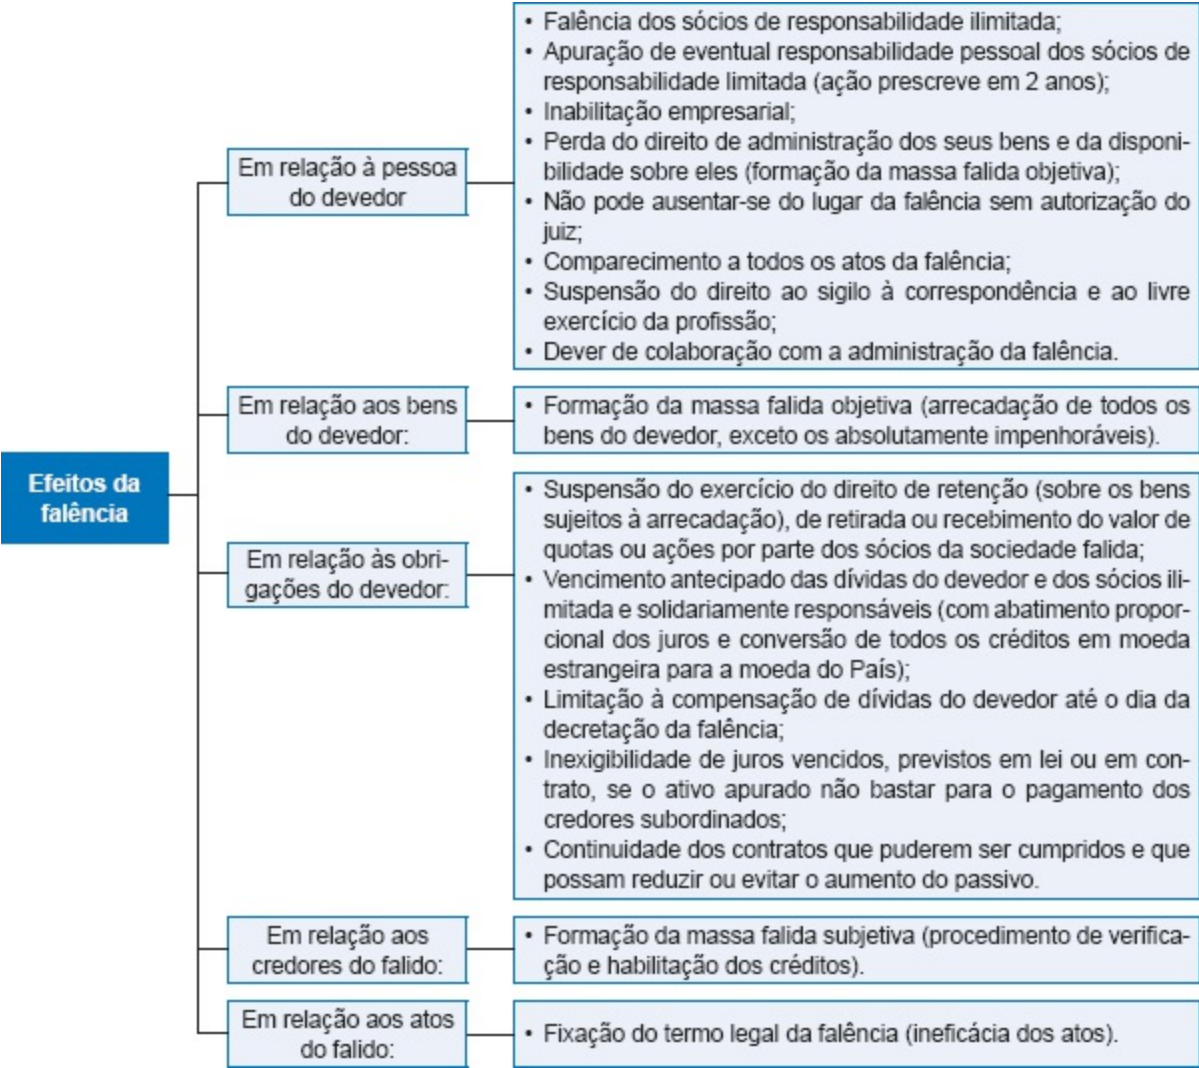 Efeitos da
falência
Em relação à pessoa
do devedor
• Falência dos sócios de responsabilidade ilimitada;
• Apuração de eventual responsabilidade pessoal dos sócios de
responsabilidade limitada (ação prescreve em 2 anos);
• Inabilitação empresarial;
• Perda do direito de administração dos seus bens e da disponi-
bilidade sobre eles (formação da massa falida objetiva);
• Não pode ausentar-se do lugar da falência sem autorização do
juiz;
• Comparecimento a todos os atos da falência;
• Suspensão do direito ao sigilo à correspondência e ao livre
exercício da profissão;
• Dever de colaboração com a administração da falência.
Em relação aos bens
do devedor:
• Formação da massa falida objetiva (arrecadação de todos os
bens do devedor, exceto os absolutamente impenhoráveis).
Em relação às obri-
gações do devedor:
• Suspensão do exercício do direito de retenção (sobre os bens
sujeitos à arrecadação), de retirada ou recebimento do valor de
quotas ou ações por parte dos sócios da sociedade falida;
• Vencimento antecipado das dívidas do devedor e dos sócios ili-
mitada e solidariamente responsáveis (com abatimento propor-
cional dos juros e conversão de todos os créditos em moeda
estrangeira para a moeda do País);
• Limitação à compensação de dívidas do devedor até o dia da
decretação da falência;
• Inexigibilidade de juros vencidos, previstos em lei ou em con-
trato, se o ativo apurado não bastar para o pagamento dos
credores subordinados;
• Continuidade dos contratos que puderem ser cumpridos e que
possam reduzir ou evitar o aumento do passivo.
Em relação aos
credores do falido:
• Formação da massa falida subjetiva (procedimento de verifica-
ção e habilitação dos créditos).
Em relação aos atos
do falido:
• Fixação do termo legal da falência (ineficácia dos atos).